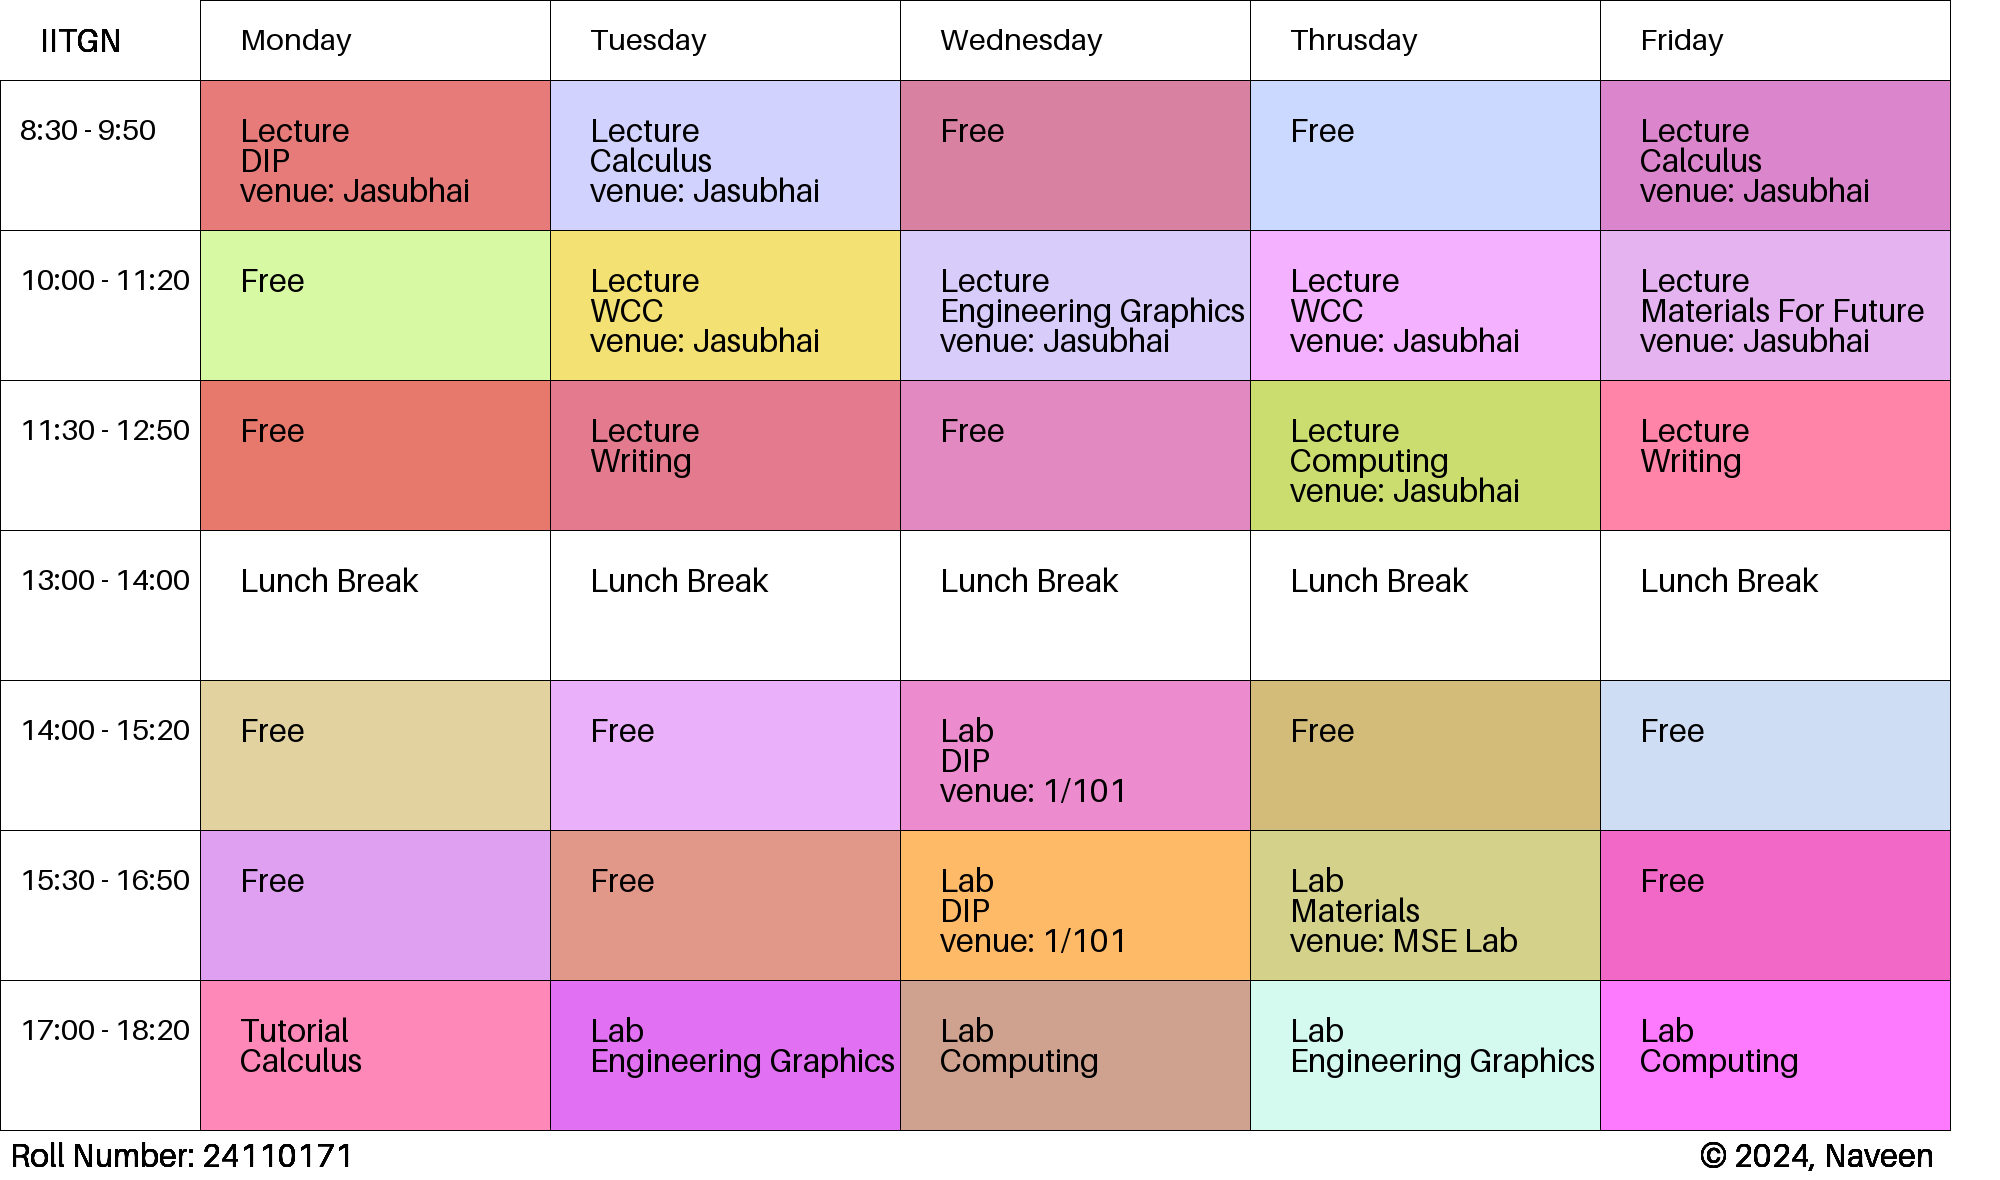 IITGN Monday Tuesday Wednesday Thrusday Friday
8:30 - 9:50
Lecture
DIP
venue: Jasubhai
Lecture
Calculus
venue: Jasubhai
Free
Free
Lecture
Calculus
venue: Jasubhai
10:00 - 11:20
Free
Lecture
WCC
venue: Jasubhai
Lecture
Engineering Graphics
venue: Jasubhai
Lecture
WCC
venue: Jasubhai
Lecture
Materials For Future
venue: Jasubhai
11:30 - 12:50
Free
Lecture
Writing
Free
Lecture
Computing
venue: Jasubhai
Lecture
Writing
13:00 - 14:00
Lunch Break
Lunch Break
Lunch Break
Lunch Break
Lunch Break
14:00 - 15:20
Free
Free
Lab
DIP
venue: 1/101
Free
Free
15:30 - 16:50
Free
Free
Lab
DIP
venue: 1/101
Lab
Materials
venue: MSE Lab
Free
17:00 - 18:20
Tutorial
Calculus
Lab
Engineering Graphics
Lab
Computing
Lab
Engineering Graphics
Lab
Computing
Roll Number: 24110171
© 2024, Naveen